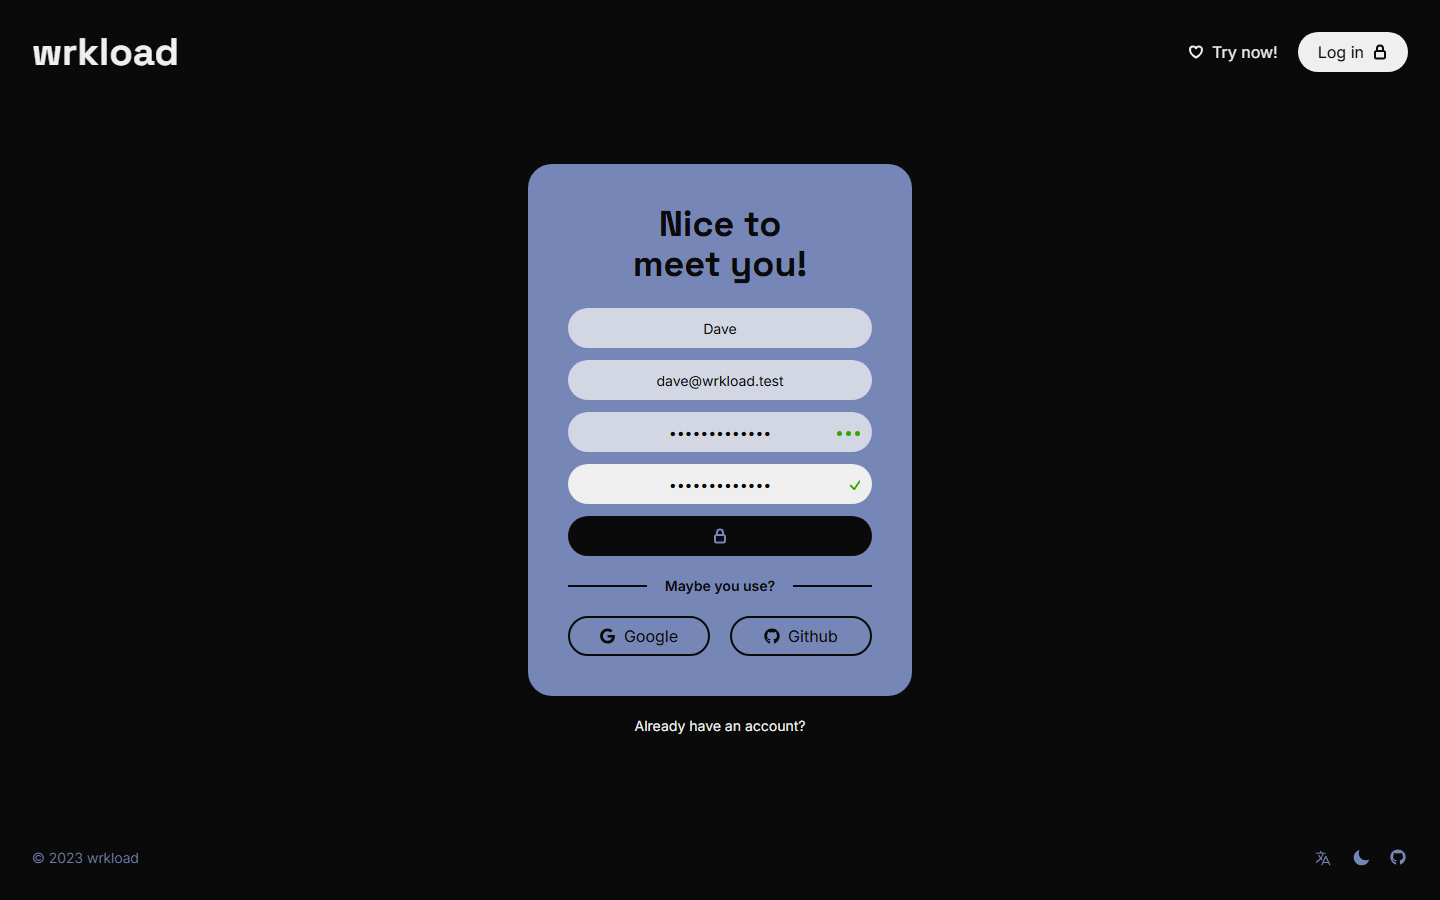 wrkload
Try now!
Log in
Nice to
meet you!
Dave
dave@wrkload.test
•••••••••••••
•••••••••••••
Maybe you use?
Google
Github
Already have an account?
© 2023 wrkload